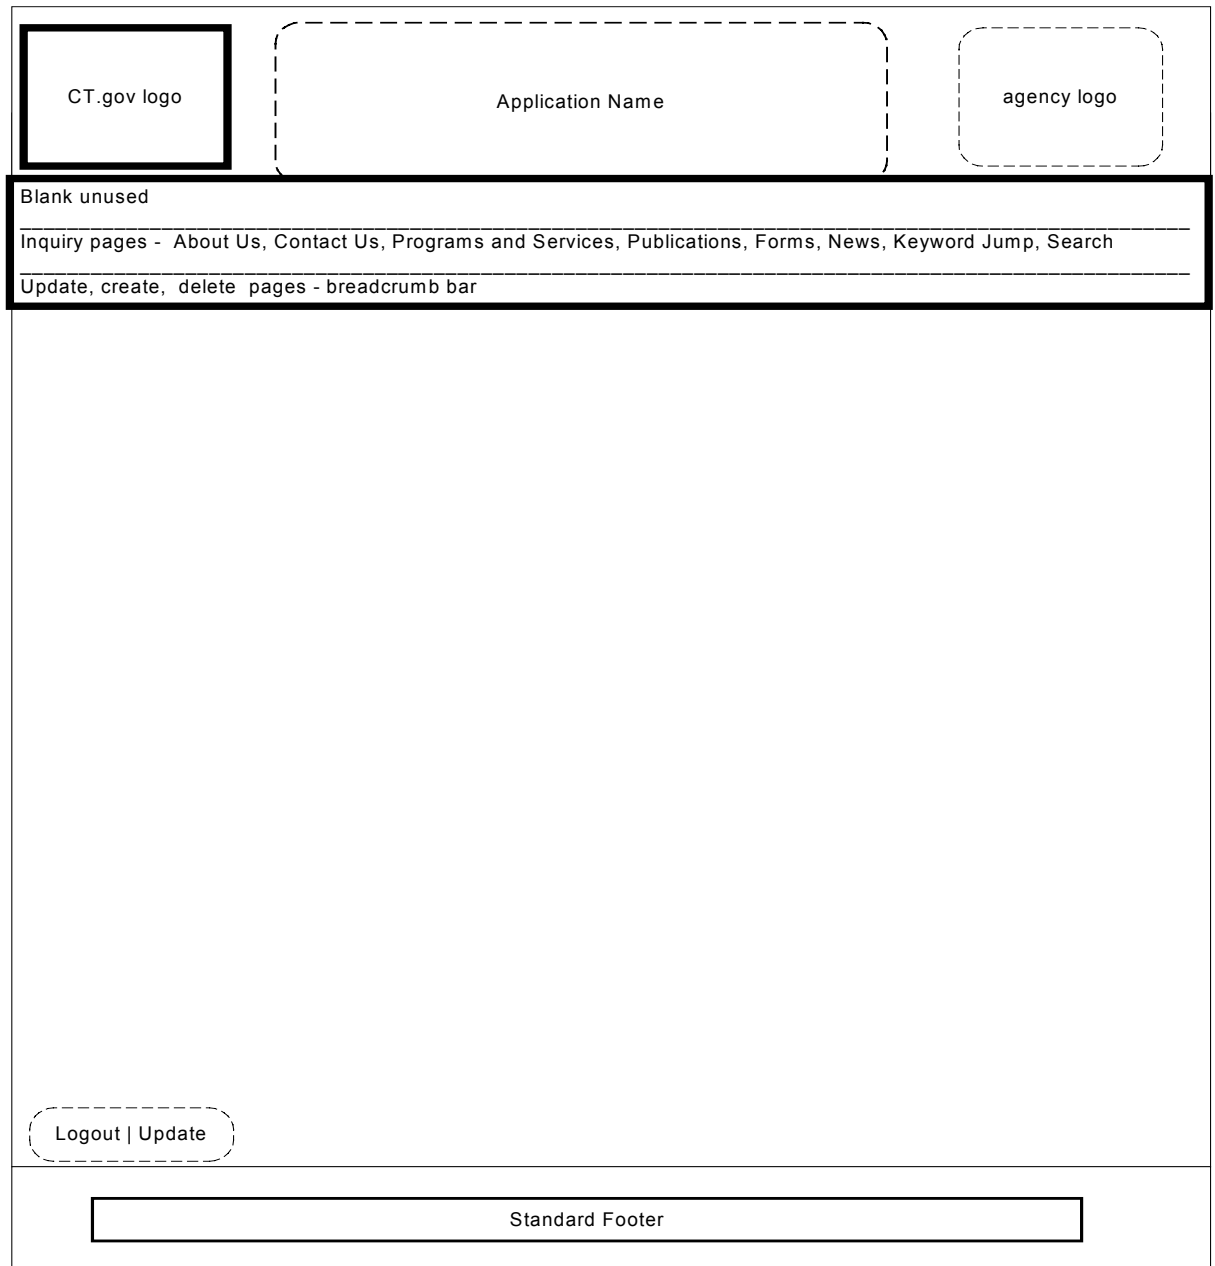 CT.gov logo
Application Name
agency logo
Blank unused
Inquiry pages -  About Us, Contact Us, Programs and Services, Publications, Forms, News, Keyword Jump, Search
Update, create,  delete  pages - breadcrumb bar
Logout | Update
Standard Footer